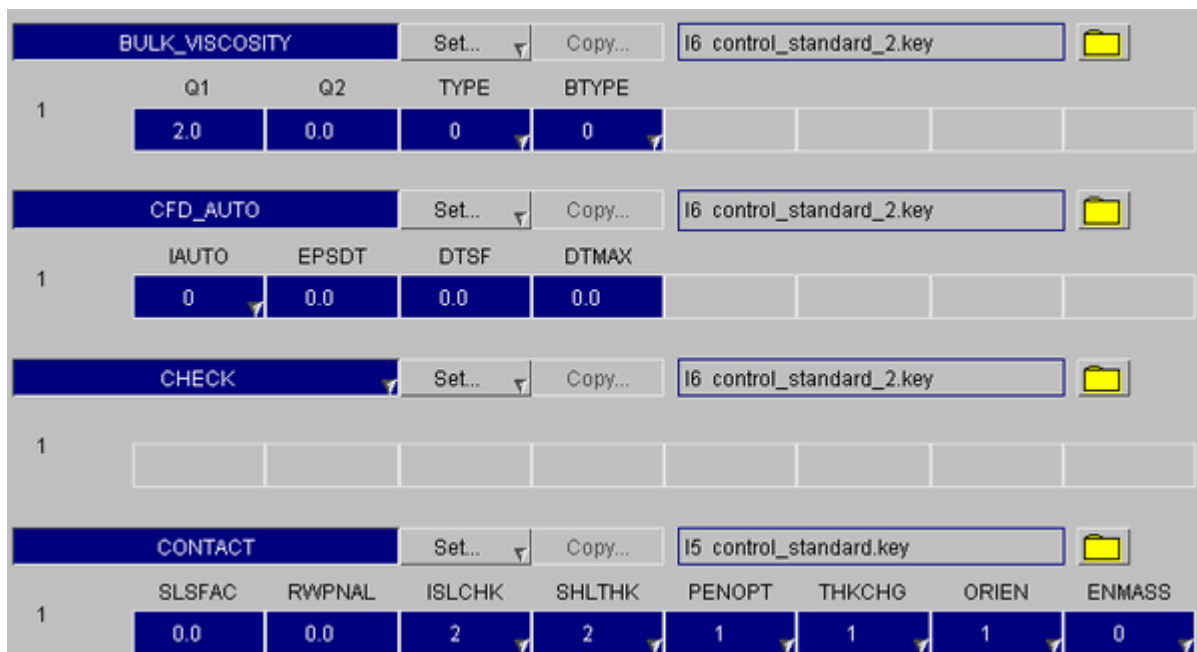 BULK_VISCOSITY Set... Copy... I6 control_standard_2.key
Q1 Q2 TYPE BTYPE
1
2.0 0.0 0 0
CFD_AUTO Set... Copy... I6 control_standard_2.key
IAUTO EPSDT DTSF DTMAX
1
0 0.0 0.0 0.0
CHECK Set... Copy... I6 control_standard_2.key
1
CONTACT Set... Copy... I5 control_standard.key
SLSFAC RWPNAL ISLCHK SHLTHK PENOPT THKCHG ORIEN ENMASS
1
0.0 0.0 2 2 1 1 1 0